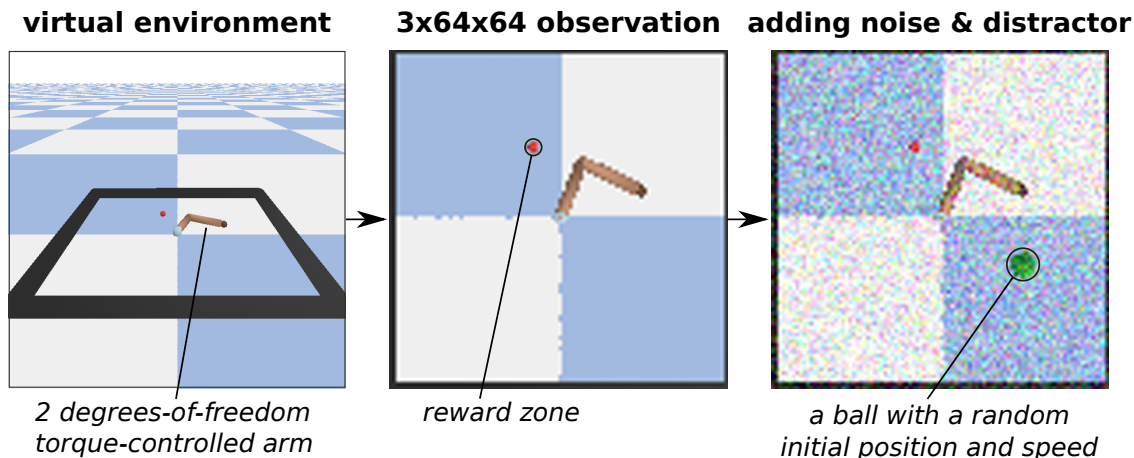 virtual environment
3x64x64 observation
adding noise & distractor
2 degrees-of-freedom
torque-controlled arm
reward zone
a ball with a random
initial position and speed